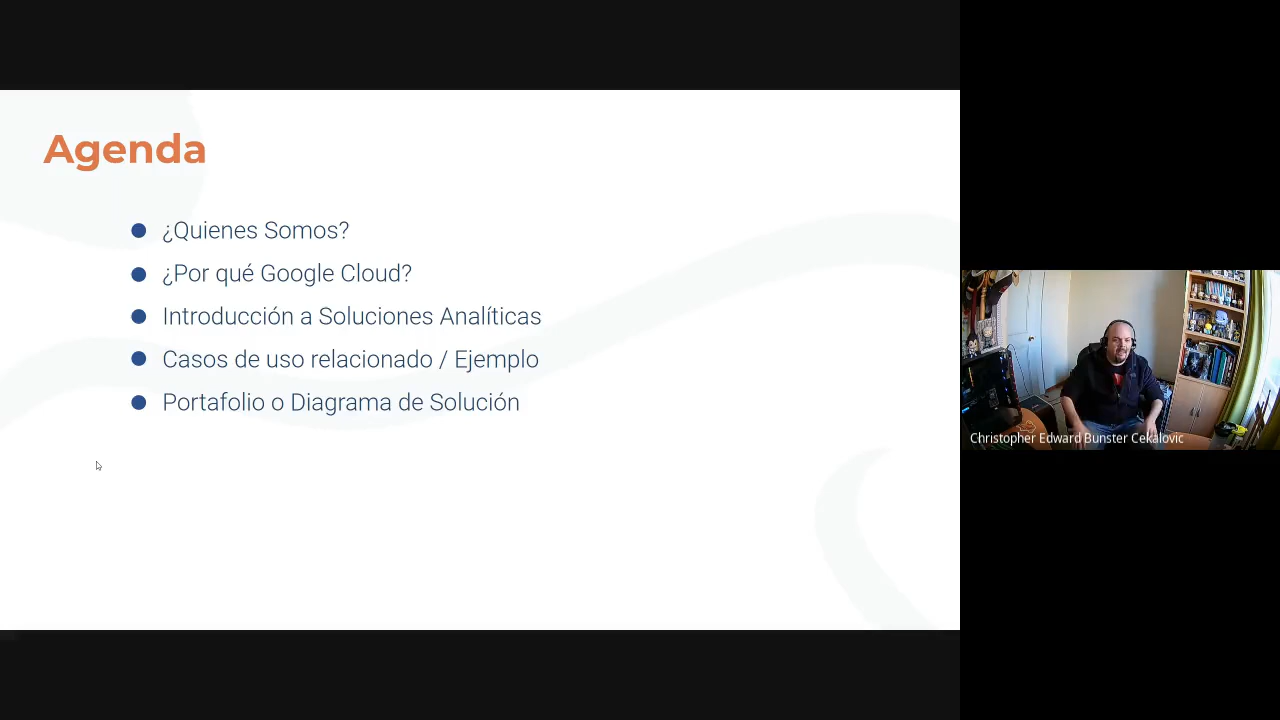 Agenda
¿Quienes Somos?
¿Por qué Google Cloud?
Introducción a Soluciones Analíticas
Casos de uso relacionado / Ejemplo
Portafolio o Diagrama de Solución
Christopher Edward Bunster Cekalovic